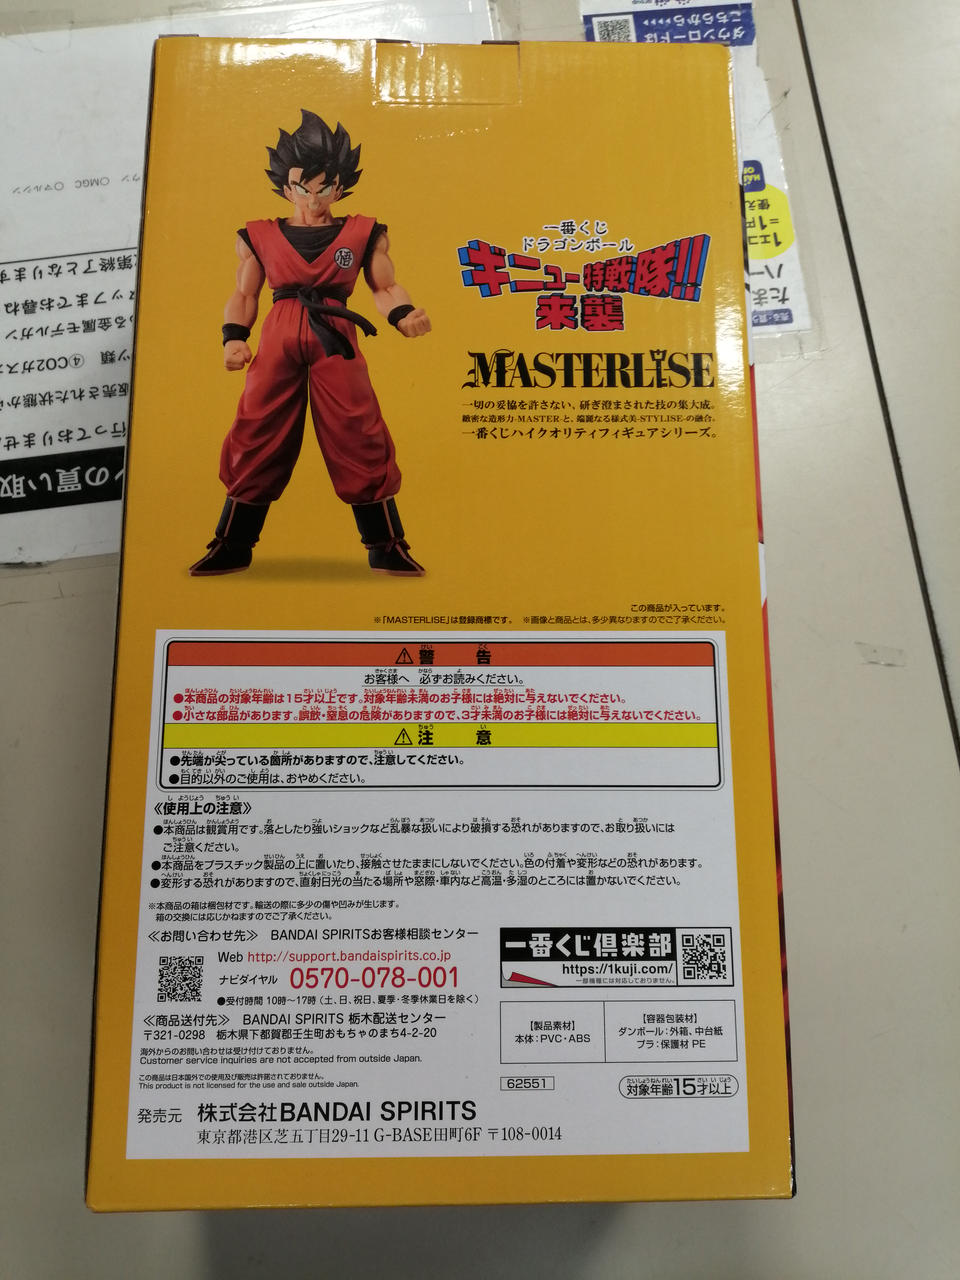 一番くじ
ドラゴンボール
ギニュー特戦隊!!
来襲
MASTERLISE
一切の妥協を許さない、研ぎ澄まされた技の集大成。
緻密な造形力-MASTER-と、端麗なる様式美-STYLISE-の融合。
一番くじハイクオリティフィギュアシリーズ。
悟
この商品が入っています。
※「MASTERLISE」は登録商標です。 ※画像と商品とは、多少異なりますのでご了承ください。
⚠警告
お客様へ 必ずお読みください。
●本商品の対象年齢は15才以上です。対象年齢未満のお子様には絶対に与えないでください。
●小さな部品があります。誤飲・窒息の危険がありますので、3才未満のお子様には絶対に与えないでください。
⚠注意
●先端が尖っている箇所がありますので、注意してください。
●目的以外のご使用は、おやめください。
《使用上の注意》
●本商品は観賞用です。落としたり強いショックなど乱暴な扱いにより破損する恐れがありますので、お取り扱いには
ご注意ください。
●本商品をプラスチック製品の上に置いたり、接触させたままにしないでください。色の付着や変形などの恐れがあります。
●変形する恐れがありますので、直射日光の当たる場所や窓際・車内など高温・多湿のところには置かないでください。
※本商品の箱は梱包材です。輸送の際に多少の傷や凹みが生じます。
箱の交換には応じかねますのでご了承ください。
≪お問い合わせ先≫ BANDAI SPIRITSお客様相談センター
Web http://support.bandaispirits.co.jp
ナビダイヤル 0570-078-001
●受付時間 10時〜17時(土、日、祝日、夏季・冬季休業日を除く)
≪商品送付先≫ BANDAI SPIRITS 栃木配送センター
〒321-0298 栃木県下都賀郡壬生町おもちゃのまち4-2-20
海外からのお問い合わせは受け付けておりません。
Customer service inquiries are not accepted from outside Japan.
この商品は日本国外での使用及び販売は許諾されておりません。
This product is not licensed for the use and sale outside Japan.
一番くじ倶楽部
https://1kuji.com/
一部機種には対応しておりません。
【製品素材】
本体:PVC・ABS
【容器包装材】
ダンボール:外箱、中台紙
プラ:保護材 PE
62551
対象年齢15才以上
発売元 株式会社BANDAI SPIRITS
東京都港区芝五丁目29-11 G-BASE田町6F 〒108-0014
こちらから
ダウンロードは
の買い取